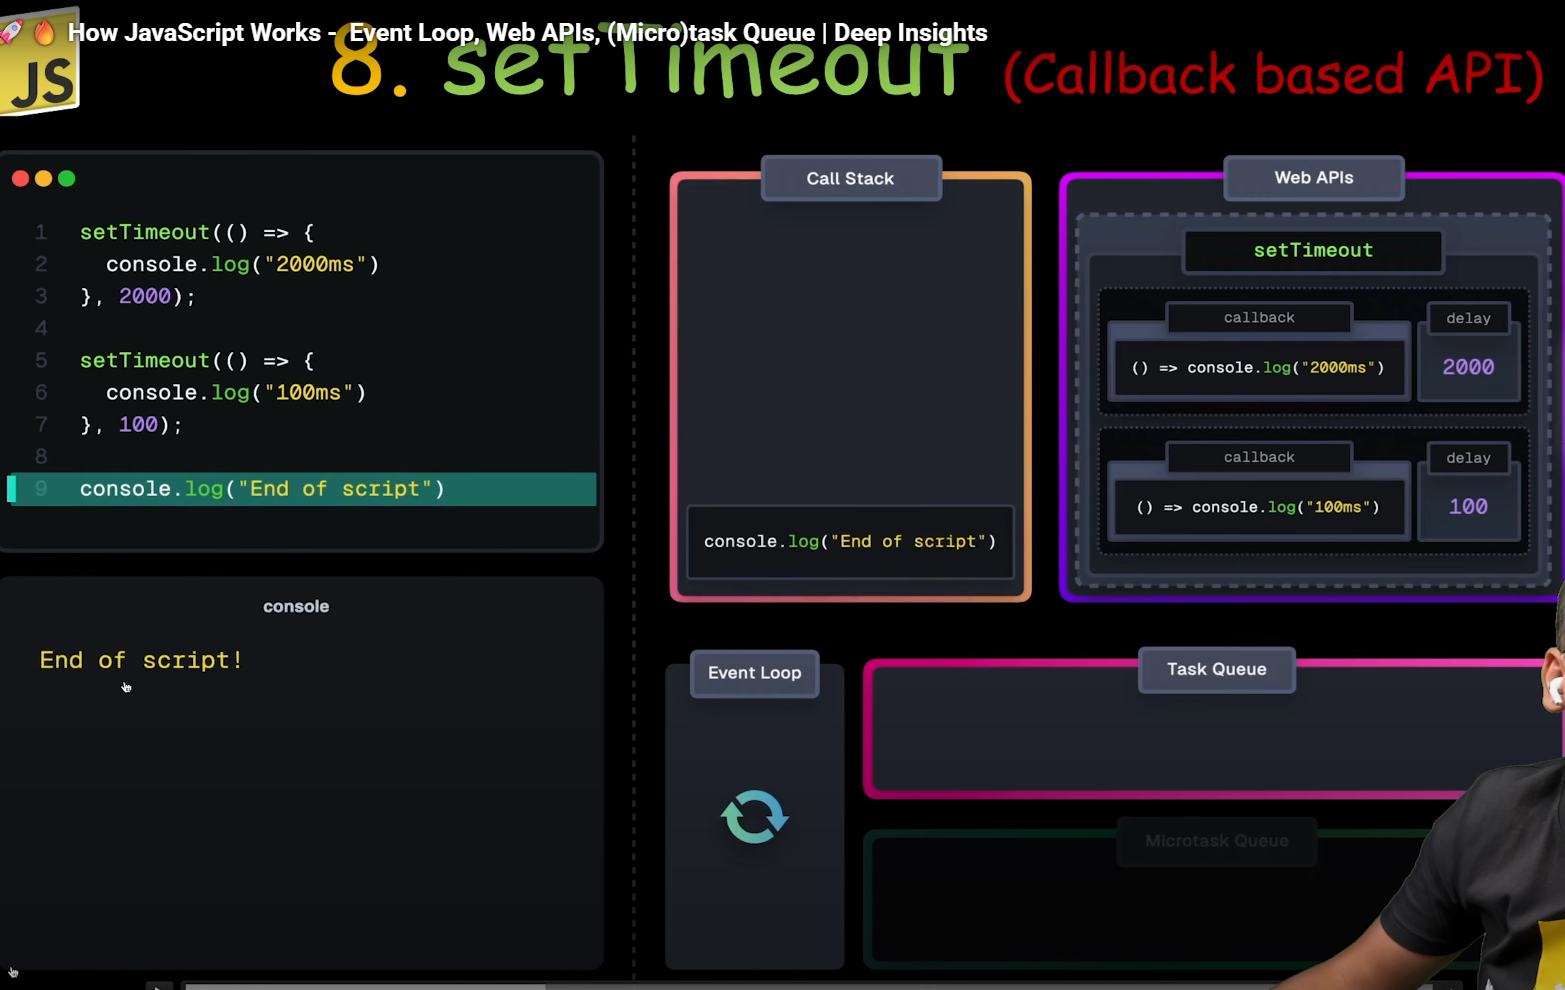 🚀 🔥 How JavaScript Works - Event Loop, Web APIs, (Micro)task Queue | Deep Insights
JS
8. setTimeout (Callback based API)
1 setTimeout(() => {
2 console.log("2000ms")
3 }, 2000);
4
5 setTimeout(() => {
6 console.log("100ms")
7 }, 100);
8
9 console.log("End of script")
console
End of script!
Call Stack
console.log("End of script")
Web APIs
setTimeout
callback
delay
() => console.log("2000ms")
2000
callback
delay
() => console.log("100ms")
100
Event Loop
Task Queue
Microtask Queue